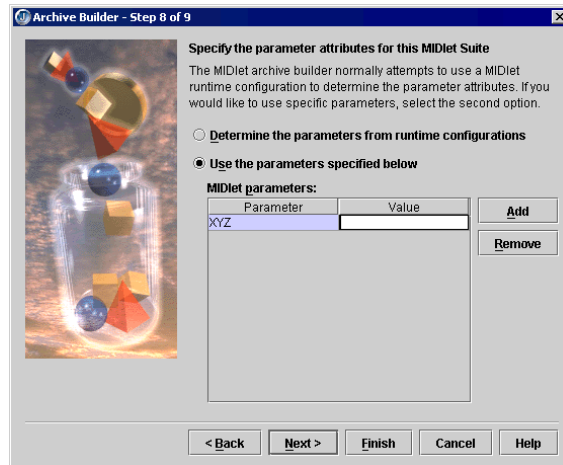 Archive Builder - Step 8 of 9
Specify the parameter attributes for this MIDlet Suite
The MIDlet archive builder normally attempts to use a MIDlet
runtime configuration to determine the parameter attributes. If you
would like to use specific parameters, select the second option.
Determine the parameters from runtime configurations
Use the parameters specified below
MIDlet parameters:
Parameter Value
XYZ
Add
Remove
< Back Next > Finish Cancel Help